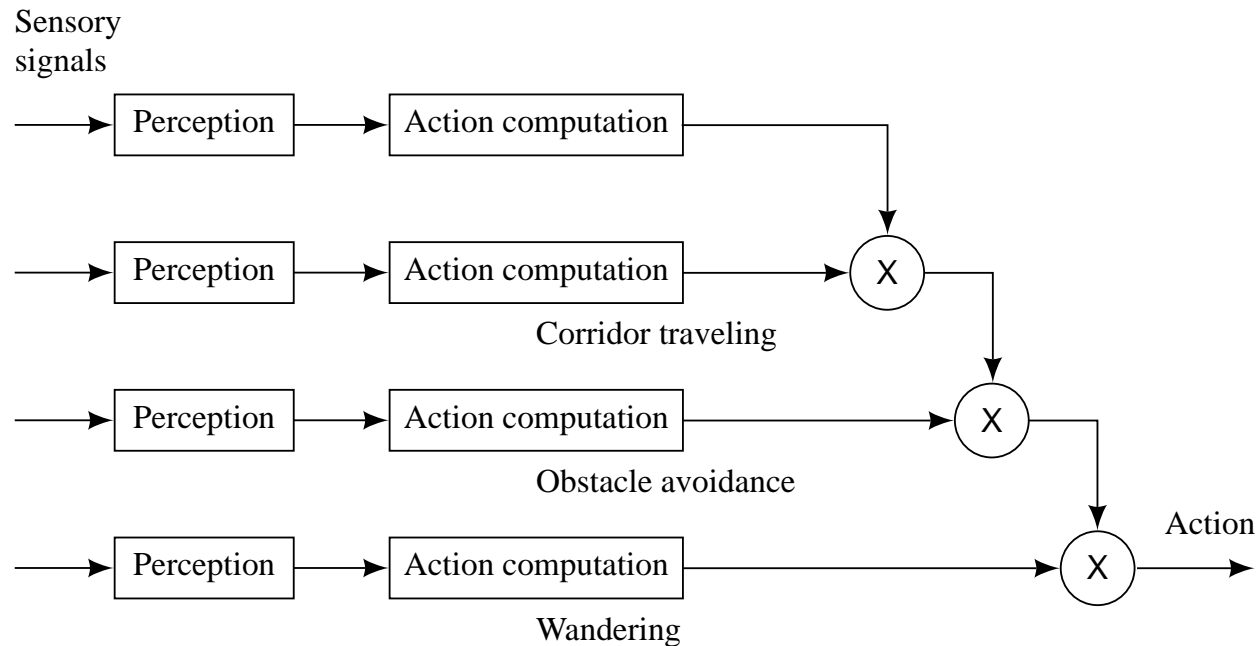 Sensory
signals
Perception Action computation
Perception Action computation
X
Corridor traveling
Perception Action computation
X
Obstacle avoidance
Action
Perception Action computation
X
Wandering